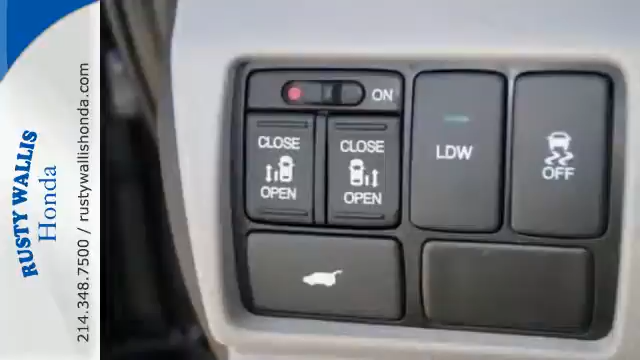 RUSTY WALLIS
Honda
214.348.7500 / rustywallishonda.com
ON
CLOSE
OPEN
CLOSE
OPEN
LDW
OFF